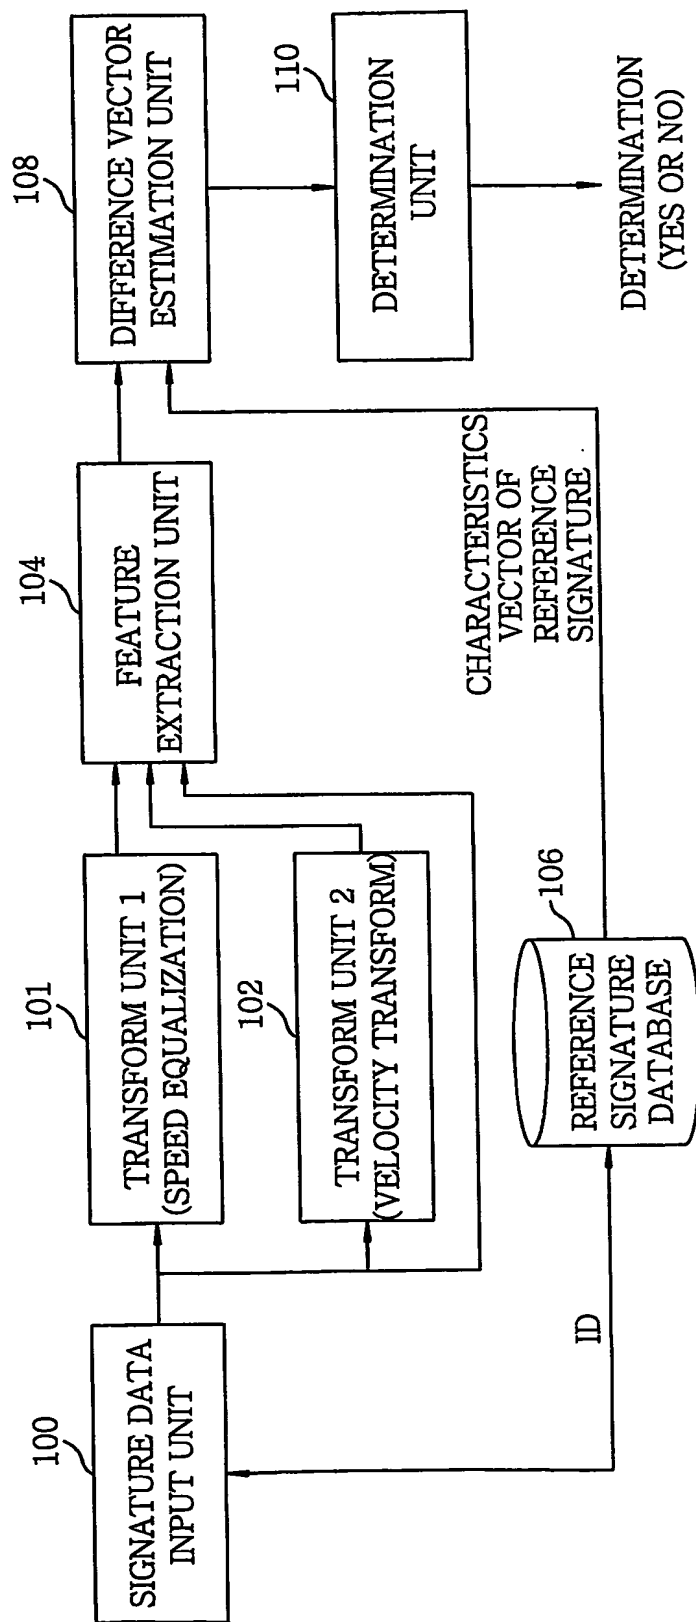 100
SIGNATURE DATA
INPUT UNIT
101
TRANSFORM UNIT 1
(SPEED EQUALIZATION)
102
TRANSFORM UNIT 2
(VELOCITY TRANSFORM)
104
FEATURE
EXTRACTION UNIT
108
DIFFERENCE VECTOR
ESTIMATION UNIT
110
DETERMINATION
UNIT
DETERMINATION
(YES OR NO)
ID
106
REFERENCE
SIGNATURE
DATABASE
CHARACTERISTICS
VECTOR OF
REFERENCE
SIGNATURE